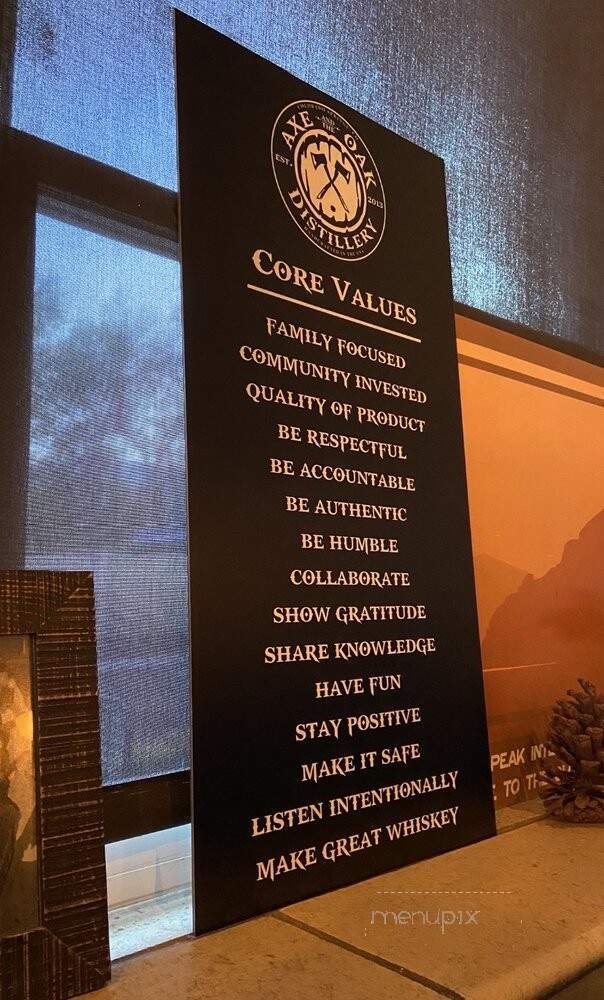 AXE AND THE OAK
DISTILLERY
EST. 2013
CORE VALUES
FAMILY FOCUSED
COMMUNITY INVESTED
QUALITY OF PRODUCT
BE RESPECTFUL
BE ACCOUNTABLE
BE AUTHENTIC
BE HUMBLE
COLLABORATE
SHOW GRATITUDE
SHARE KNOWLEDGE
HAVE FUN
STAY POSITIVE
MAKE IT SAFE
LISTEN INTENTIONALLY
MAKE GREAT WHISKEY
PEAK
TO
menupix